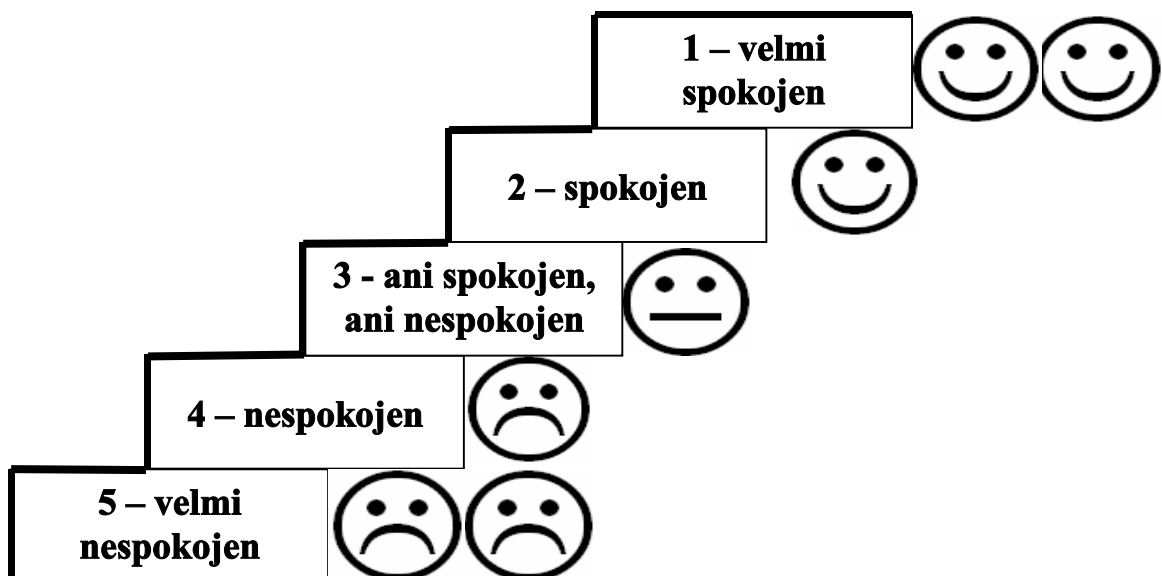 1 – velmi
spokojen
2 – spokojen
3 - ani spokojen,
ani nespokojen
4 – nespokojen
5 – velmi
nespokojen